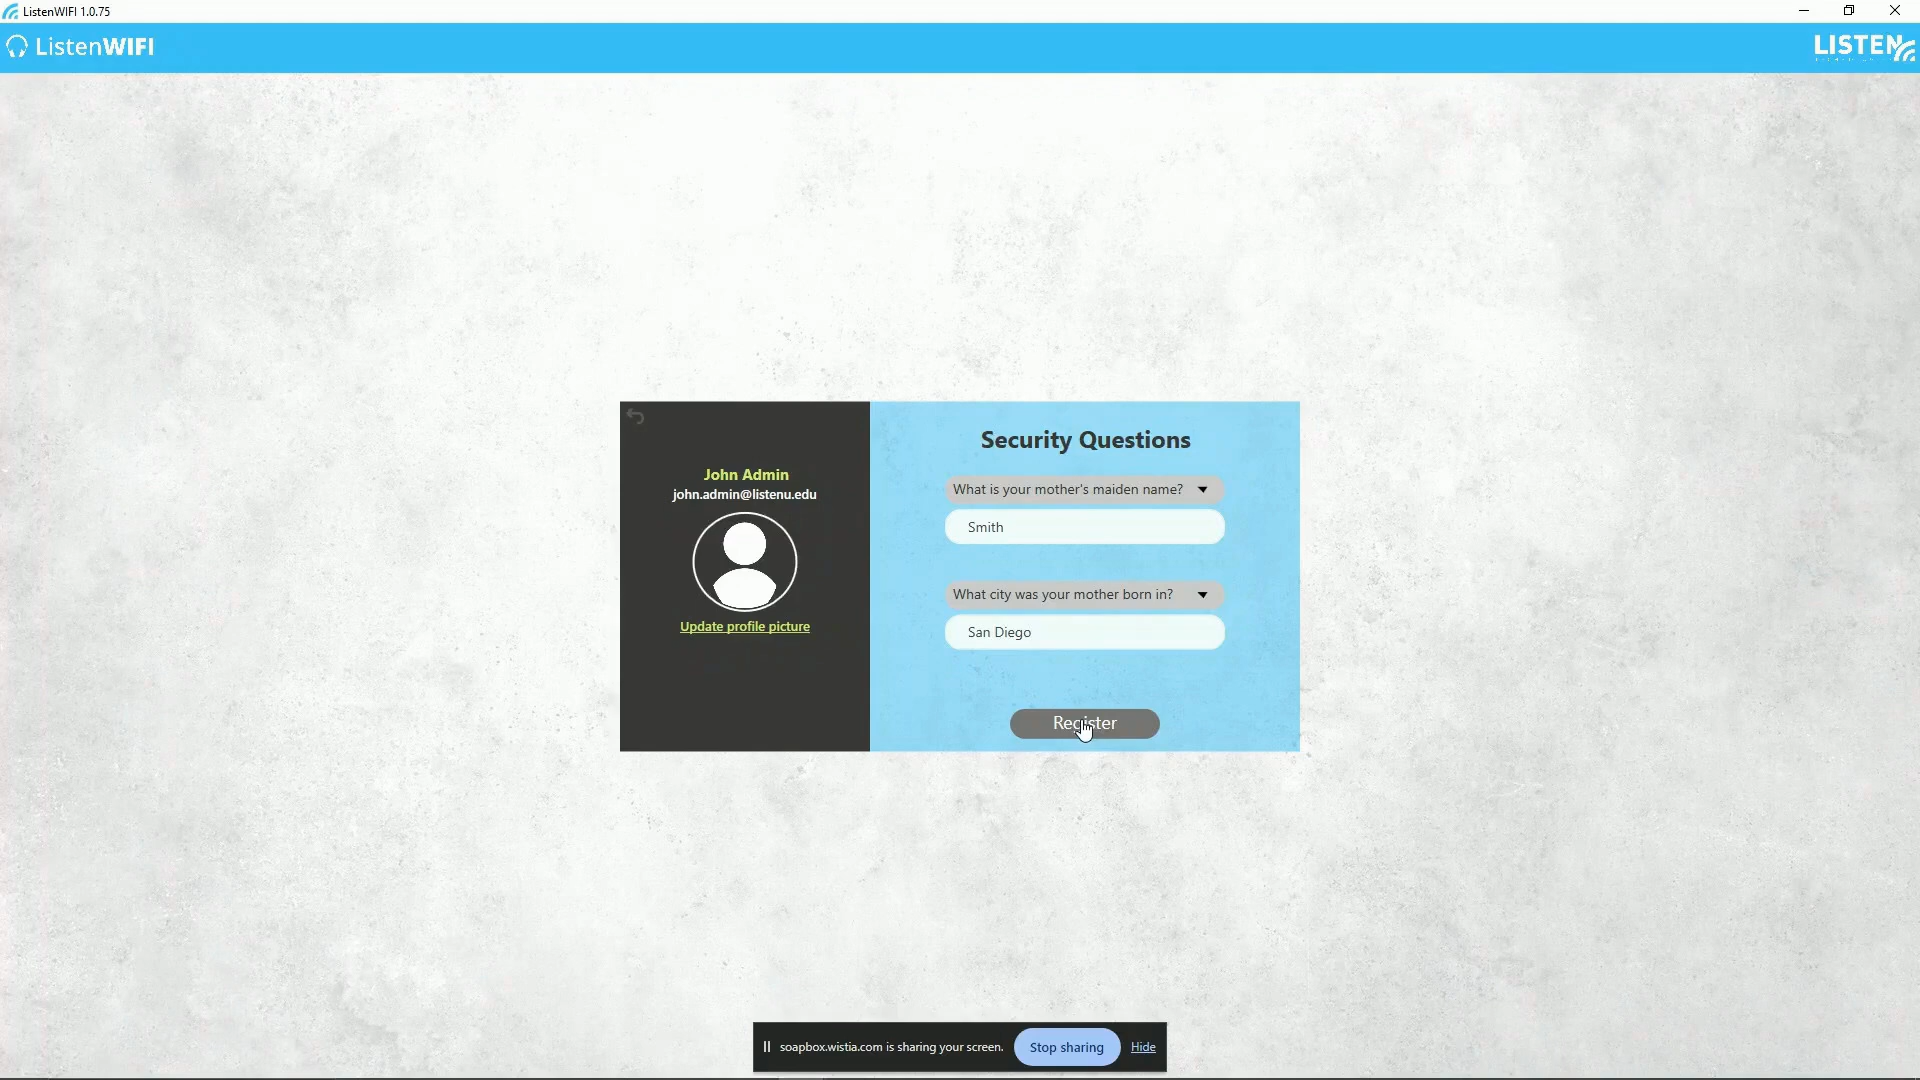 ListenWIFI 1.0.75
ListenWIFI
LISTEN
John Admin
john.admin@listenu.edu
Update profile picture
Security Questions
What is your mother's maiden name?
Smith
What city was your mother born in?
San Diego
Register
soapbox.wistia.com is sharing your screen.
Stop sharing
Hide